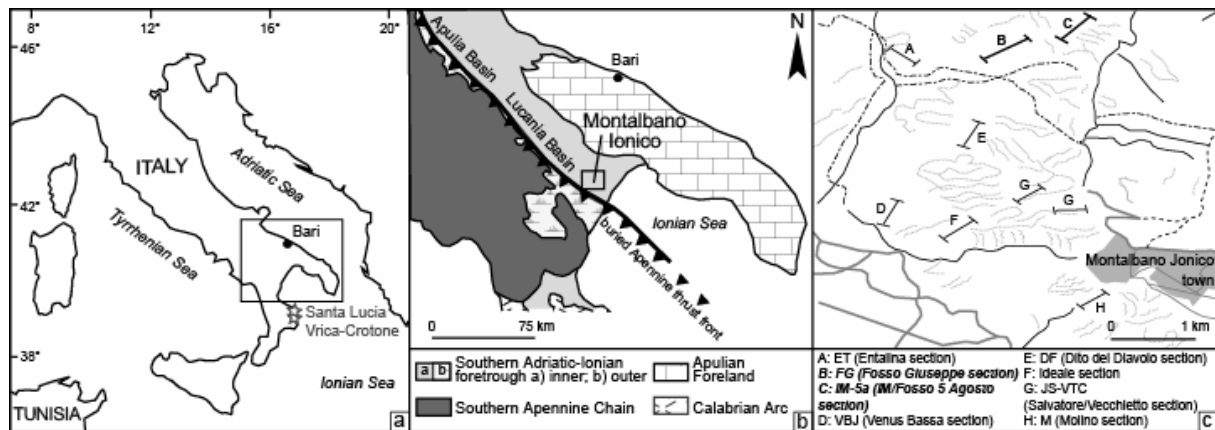 8° 12° 16° 20°
46°
42°
38°
ITALY
Adriatic Sea
Bari
Tyrrhenian Sea
Santa Lucia
Vrica-Crotone
Ionian Sea
TUNISIA
a
N
Apulia Basin
Bari
Lucania Basin
Montalbano
Ionico
Ionian Sea
buried Apennine thrust front
0 75 km
a b Southern Adriatic-Ionian
foretrough a) inner; b) outer
Apulian
Foreland
Southern Apennine Chain
Calabrian Arc
b
A
B
C
E
G
G
D
F
Montalbano Jonico
town
H
0 1 km
A: ET (Entalina section)
B: FG (Fosso Giuseppe section)
C: IM-5a (IM/Fosso 5 Agosto
section)
D: VBJ (Venus Bassa section)
E: DF (Dito del Diavolo section)
F: Ideale section
G: JS-VTC
(Salvatore/Vecchietto section)
H: M (Molino section)
c